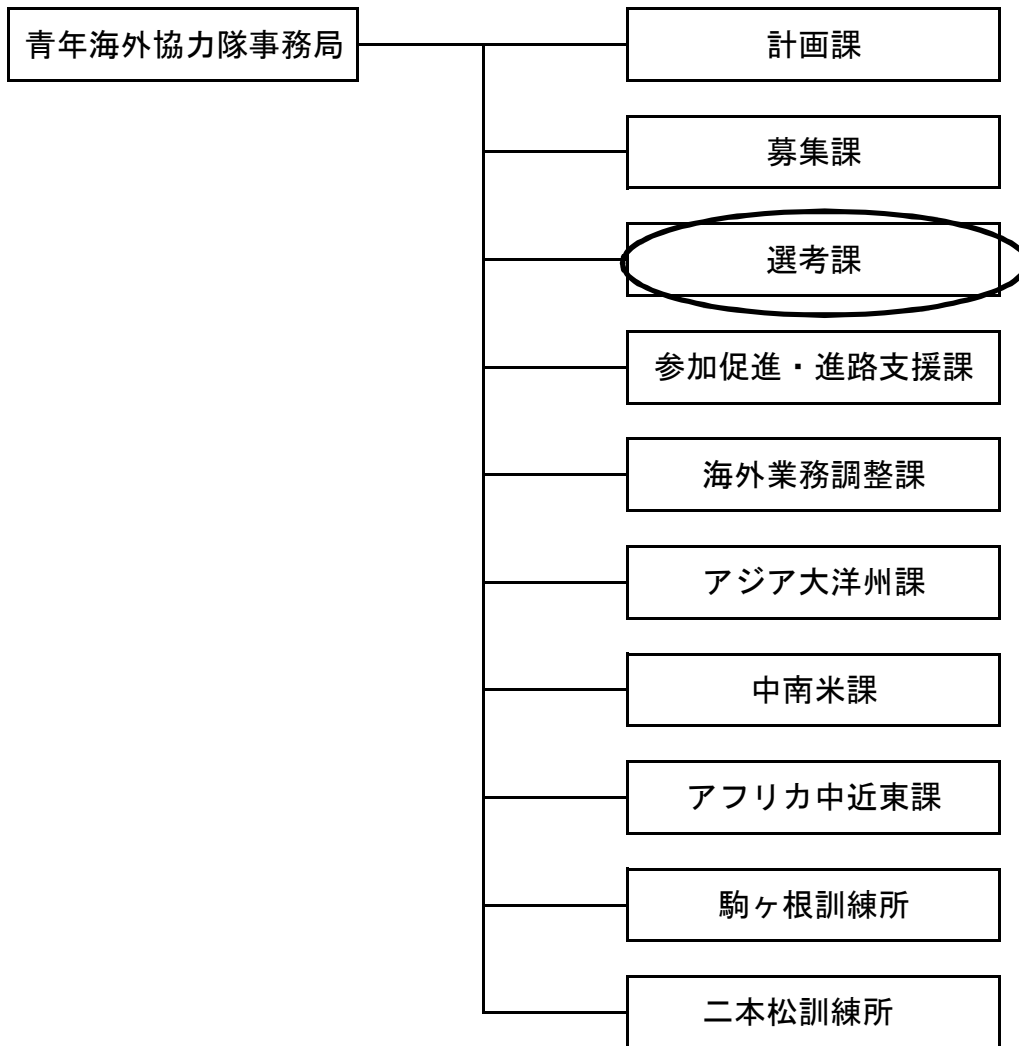 青年海外協力隊事務局
計画課
募集課
選考課
参加促進・進路支援課
海外業務調整課
アジア大洋州課
中南米課
アフリカ中近東課
駒ヶ根訓練所
二本松訓練所